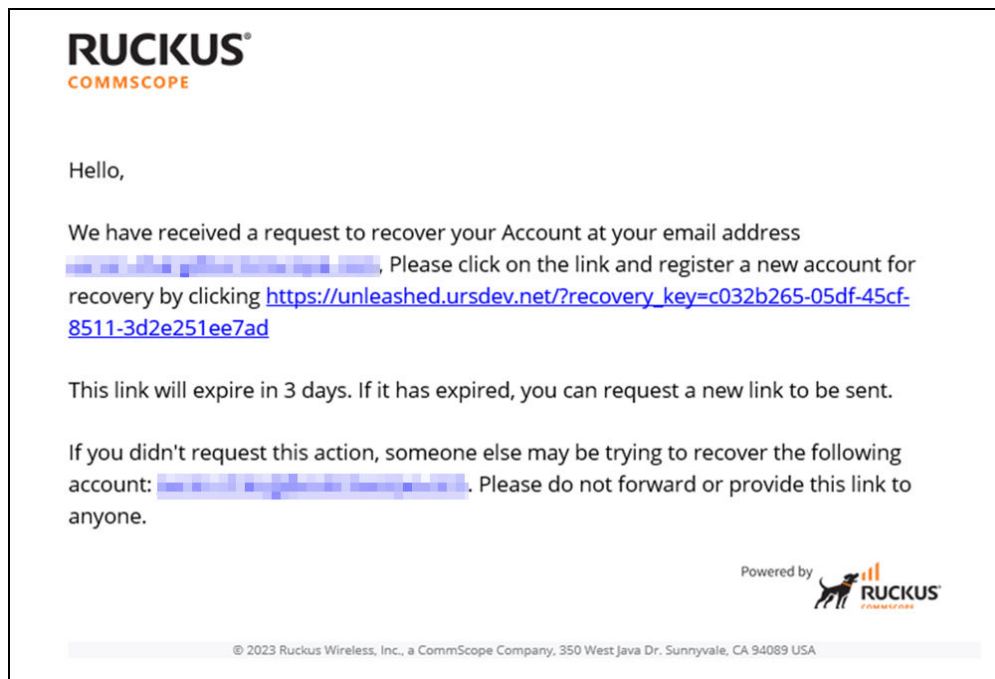 RUCKUS®
COMMSCOPE
Hello,
We have received a request to recover your Account at your email address
, Please click on the link and register a new account for
recovery by clicking https://unleashed.ursdev.net/?recovery_key=c032b265-05df-45cf-
8511-3d2e251ee7ad
This link will expire in 3 days. If it has expired, you can request a new link to be sent.
If you didn't request this action, someone else may be trying to recover the following
account: . Please do not forward or provide this link to
anyone.
Powered by
RUCKUS®
COMMSCOPE
© 2023 Ruckus Wireless, Inc., a CommScope Company, 350 West Java Dr. Sunnyvale, CA 94089 USA